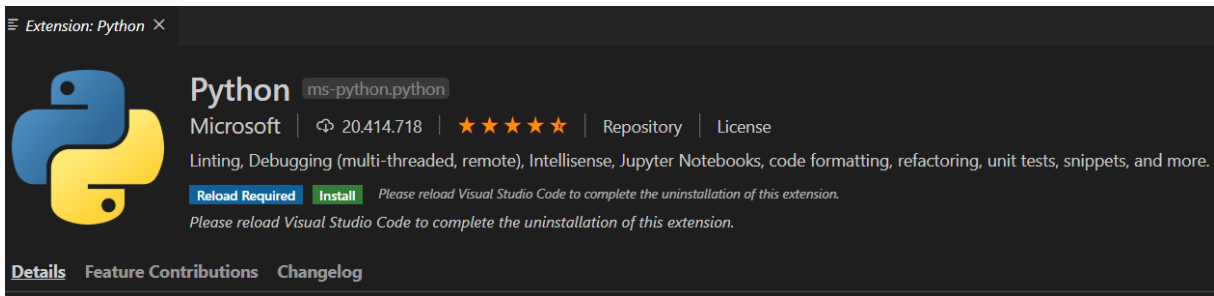 Extension: Python ×
Python ms-python.python
Microsoft | 20.414.718 | Repository | License
Linting, Debugging (multi-threaded, remote), Intellisense, Jupyter Notebooks, code formatting, refactoring, unit tests, snippets, and more.
Reload Required Install Please reload Visual Studio Code to complete the uninstallation of this extension.
Please reload Visual Studio Code to complete the uninstallation of this extension.
Details Feature Contributions Changelog